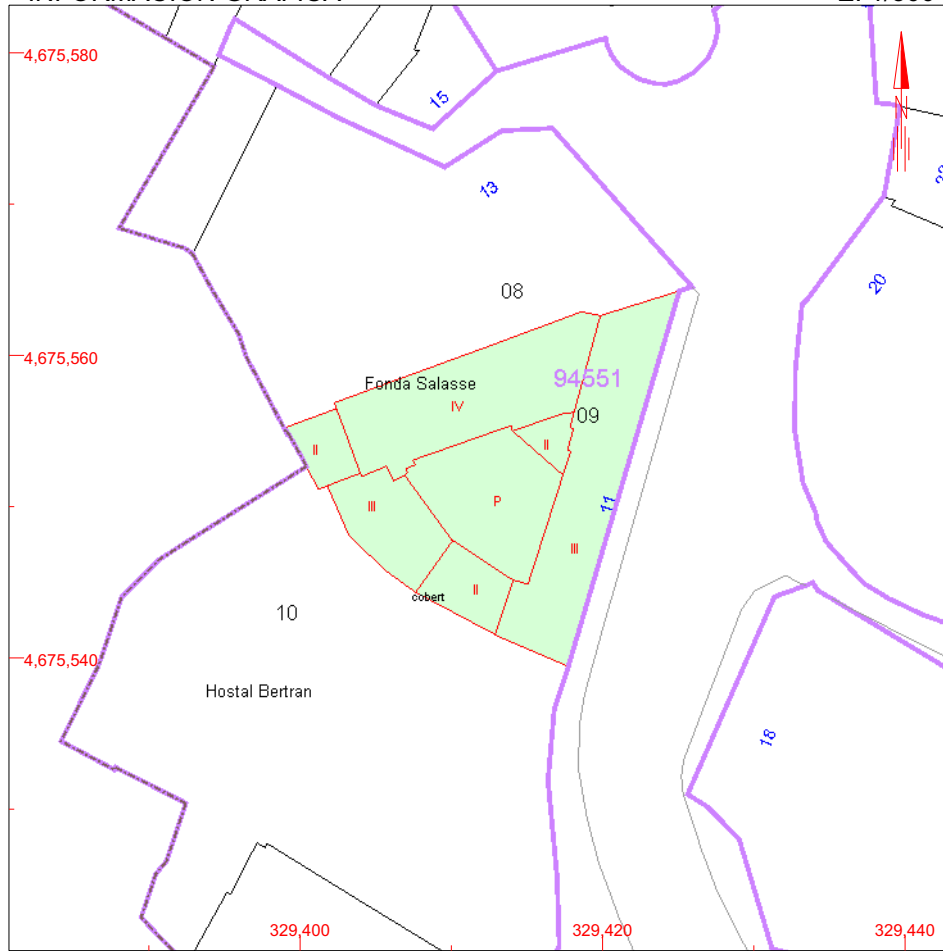 4,675,580
15
N
13
20
08
4,675,560
94551
Fonda Salasse
IV
09
II
II
III
P
11
III
II
cobert
10
4,675,540
Hostal Bertran
18
329,400
329,420
329,440